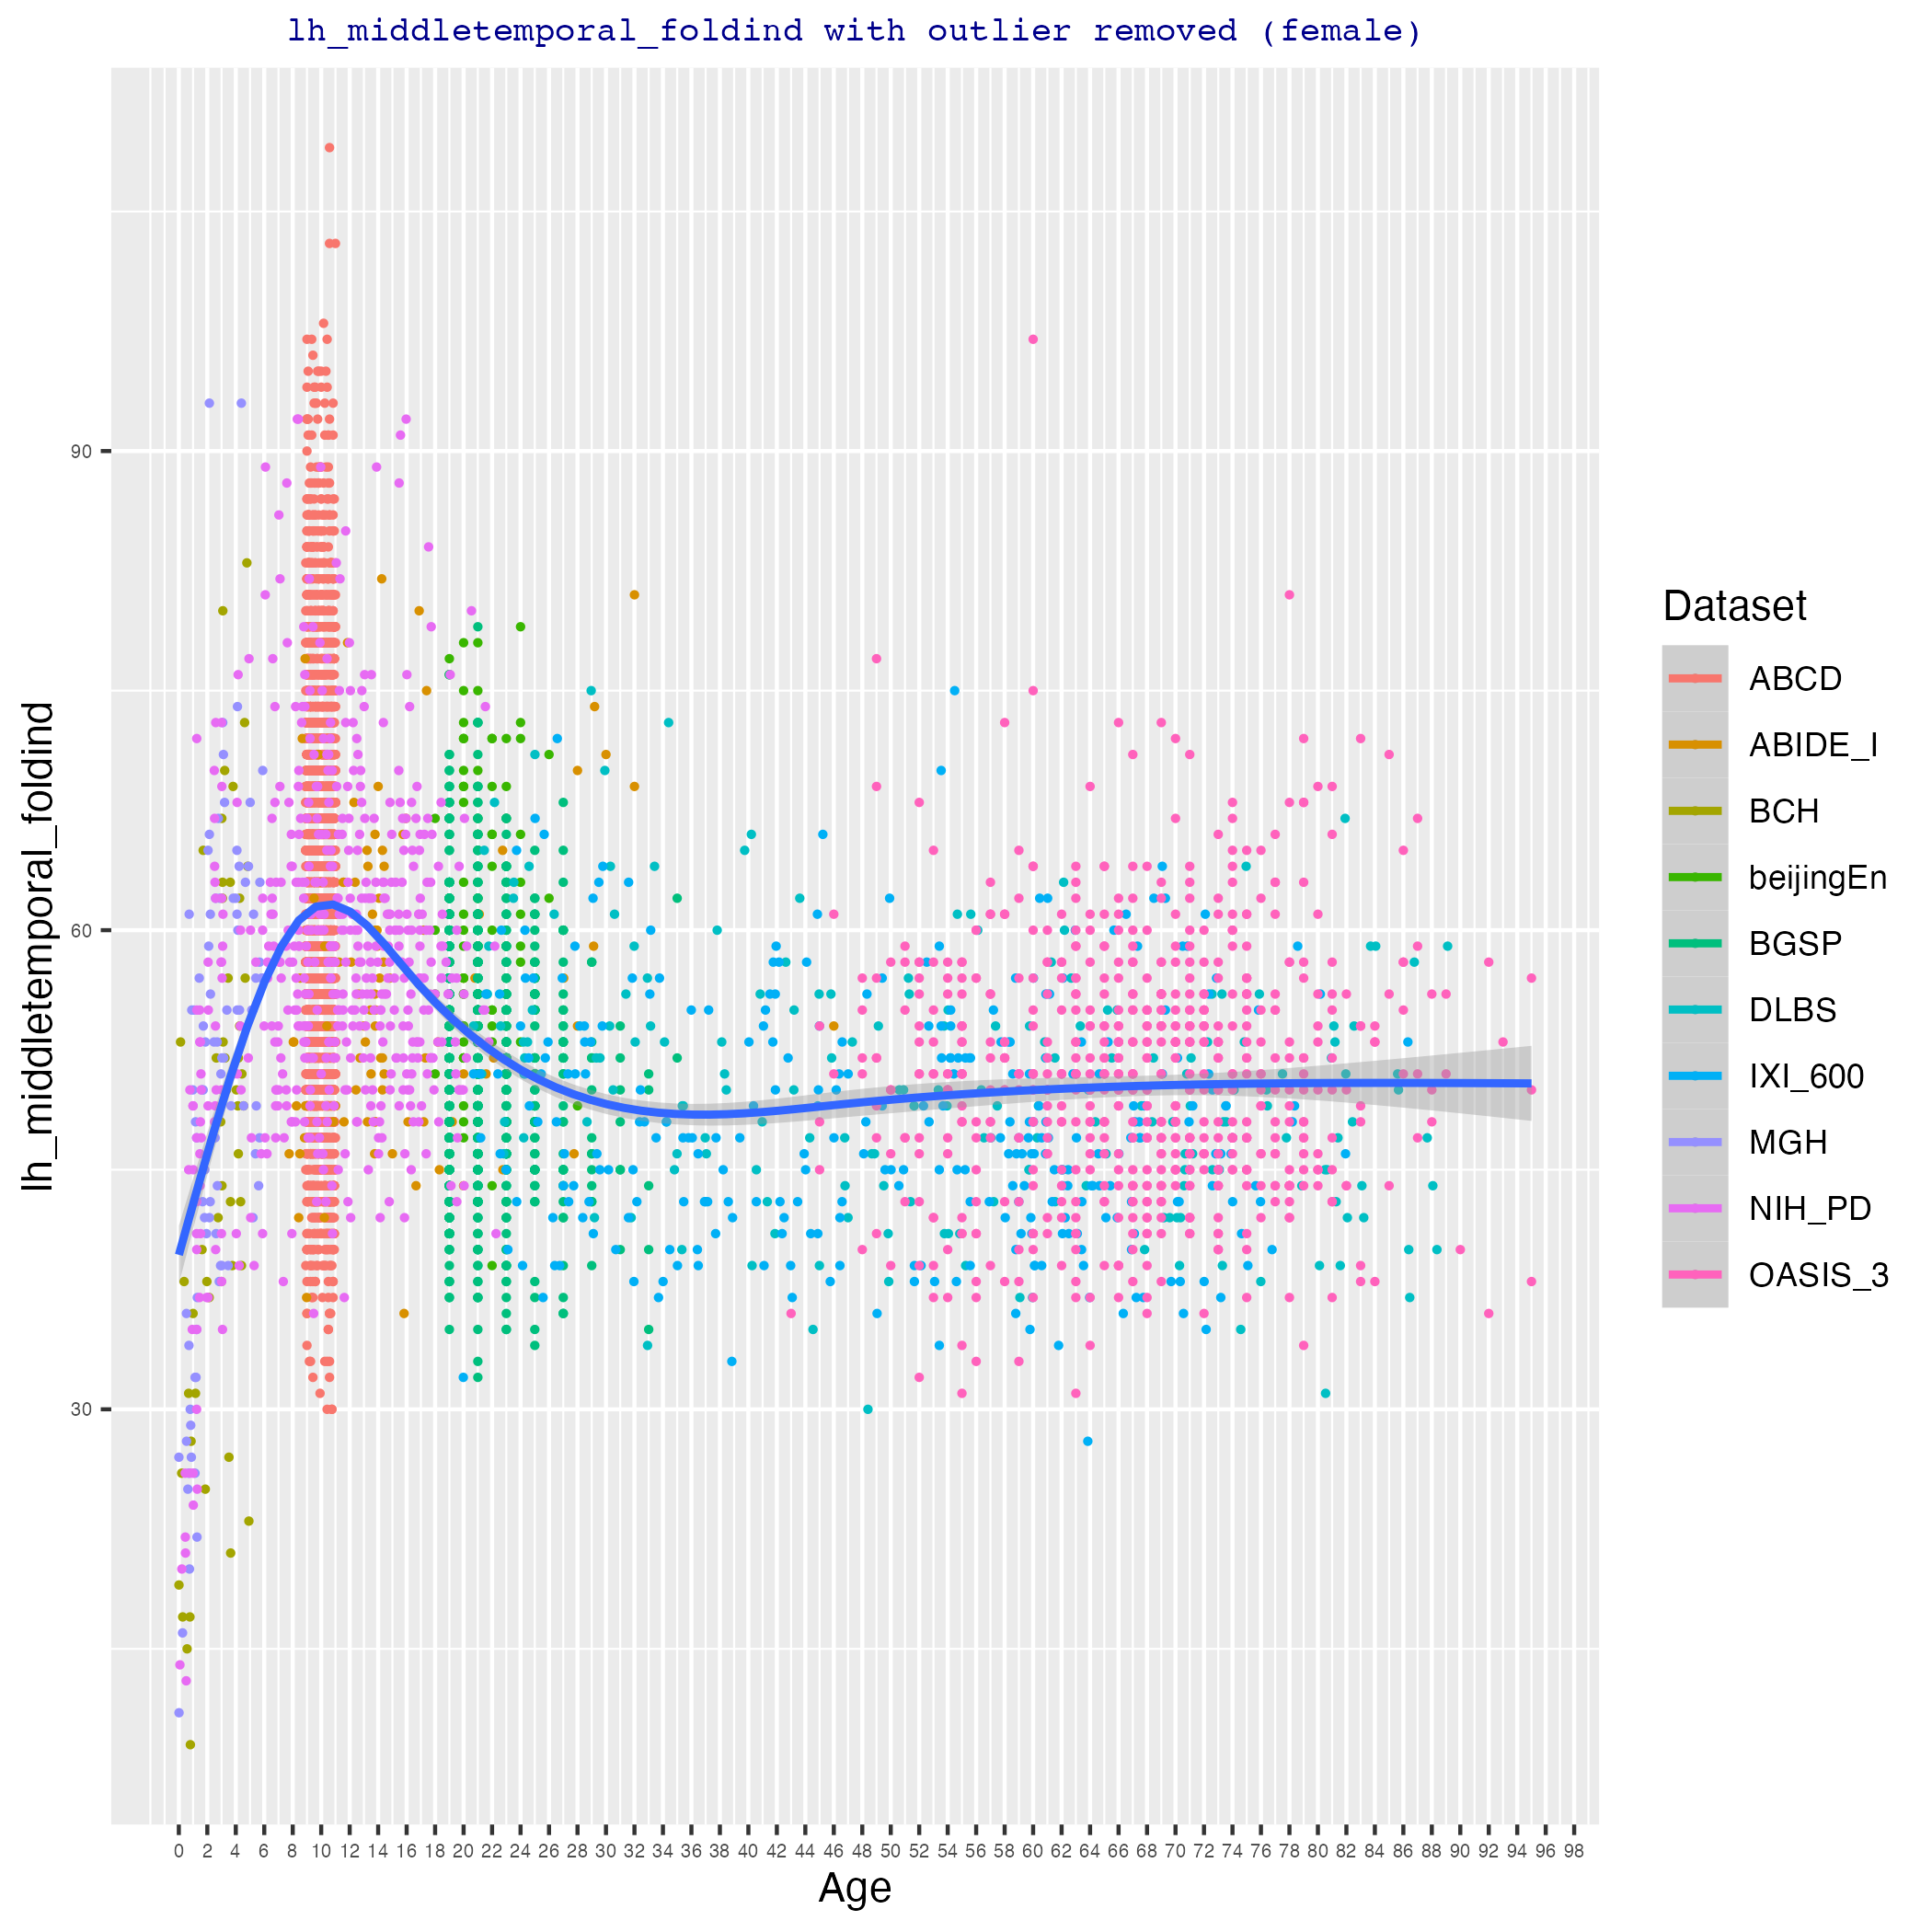 lh_middletemporal_foldind with outlier removed (female)
lh_middletemporal_foldind
90
60
30
0 2 4 6 8 10 12 14 16 18 20 22 24 26 28 30 32 34 36 38 40 42 44 46 48 50 52 54 56 58 60 62 64 66 68 70 72 74 76 78 80 82 84 86 88 90 92 94 96 98
Age
Dataset
ABCD
ABIDE_I
BCH
beijingEn
BGSP
DLBS
IXI_600
MGH
NIH_PD
OASIS_3